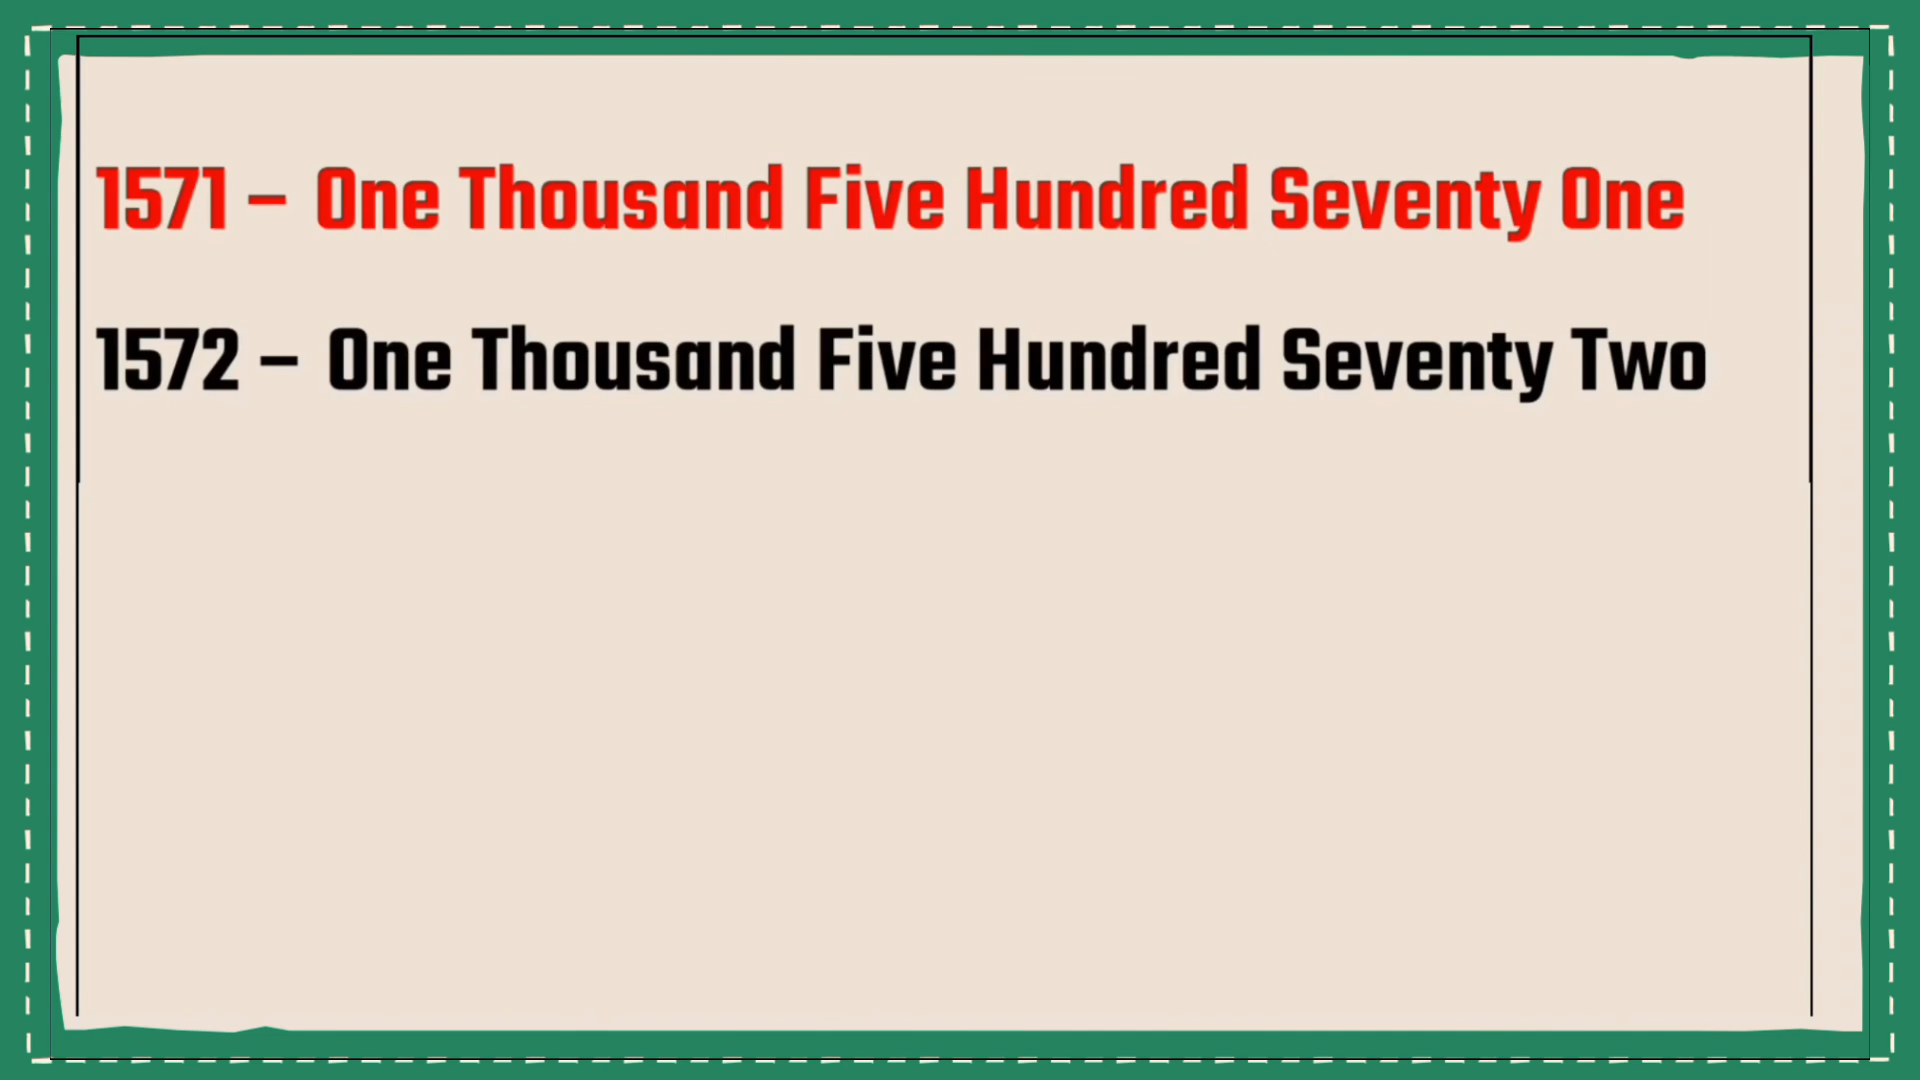 1571 – One Thousand Five Hundred Seventy One
1572 – One Thousand Five Hundred Seventy Two